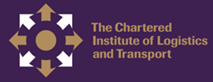 The Chartered
Institute of Logistics
and Transport